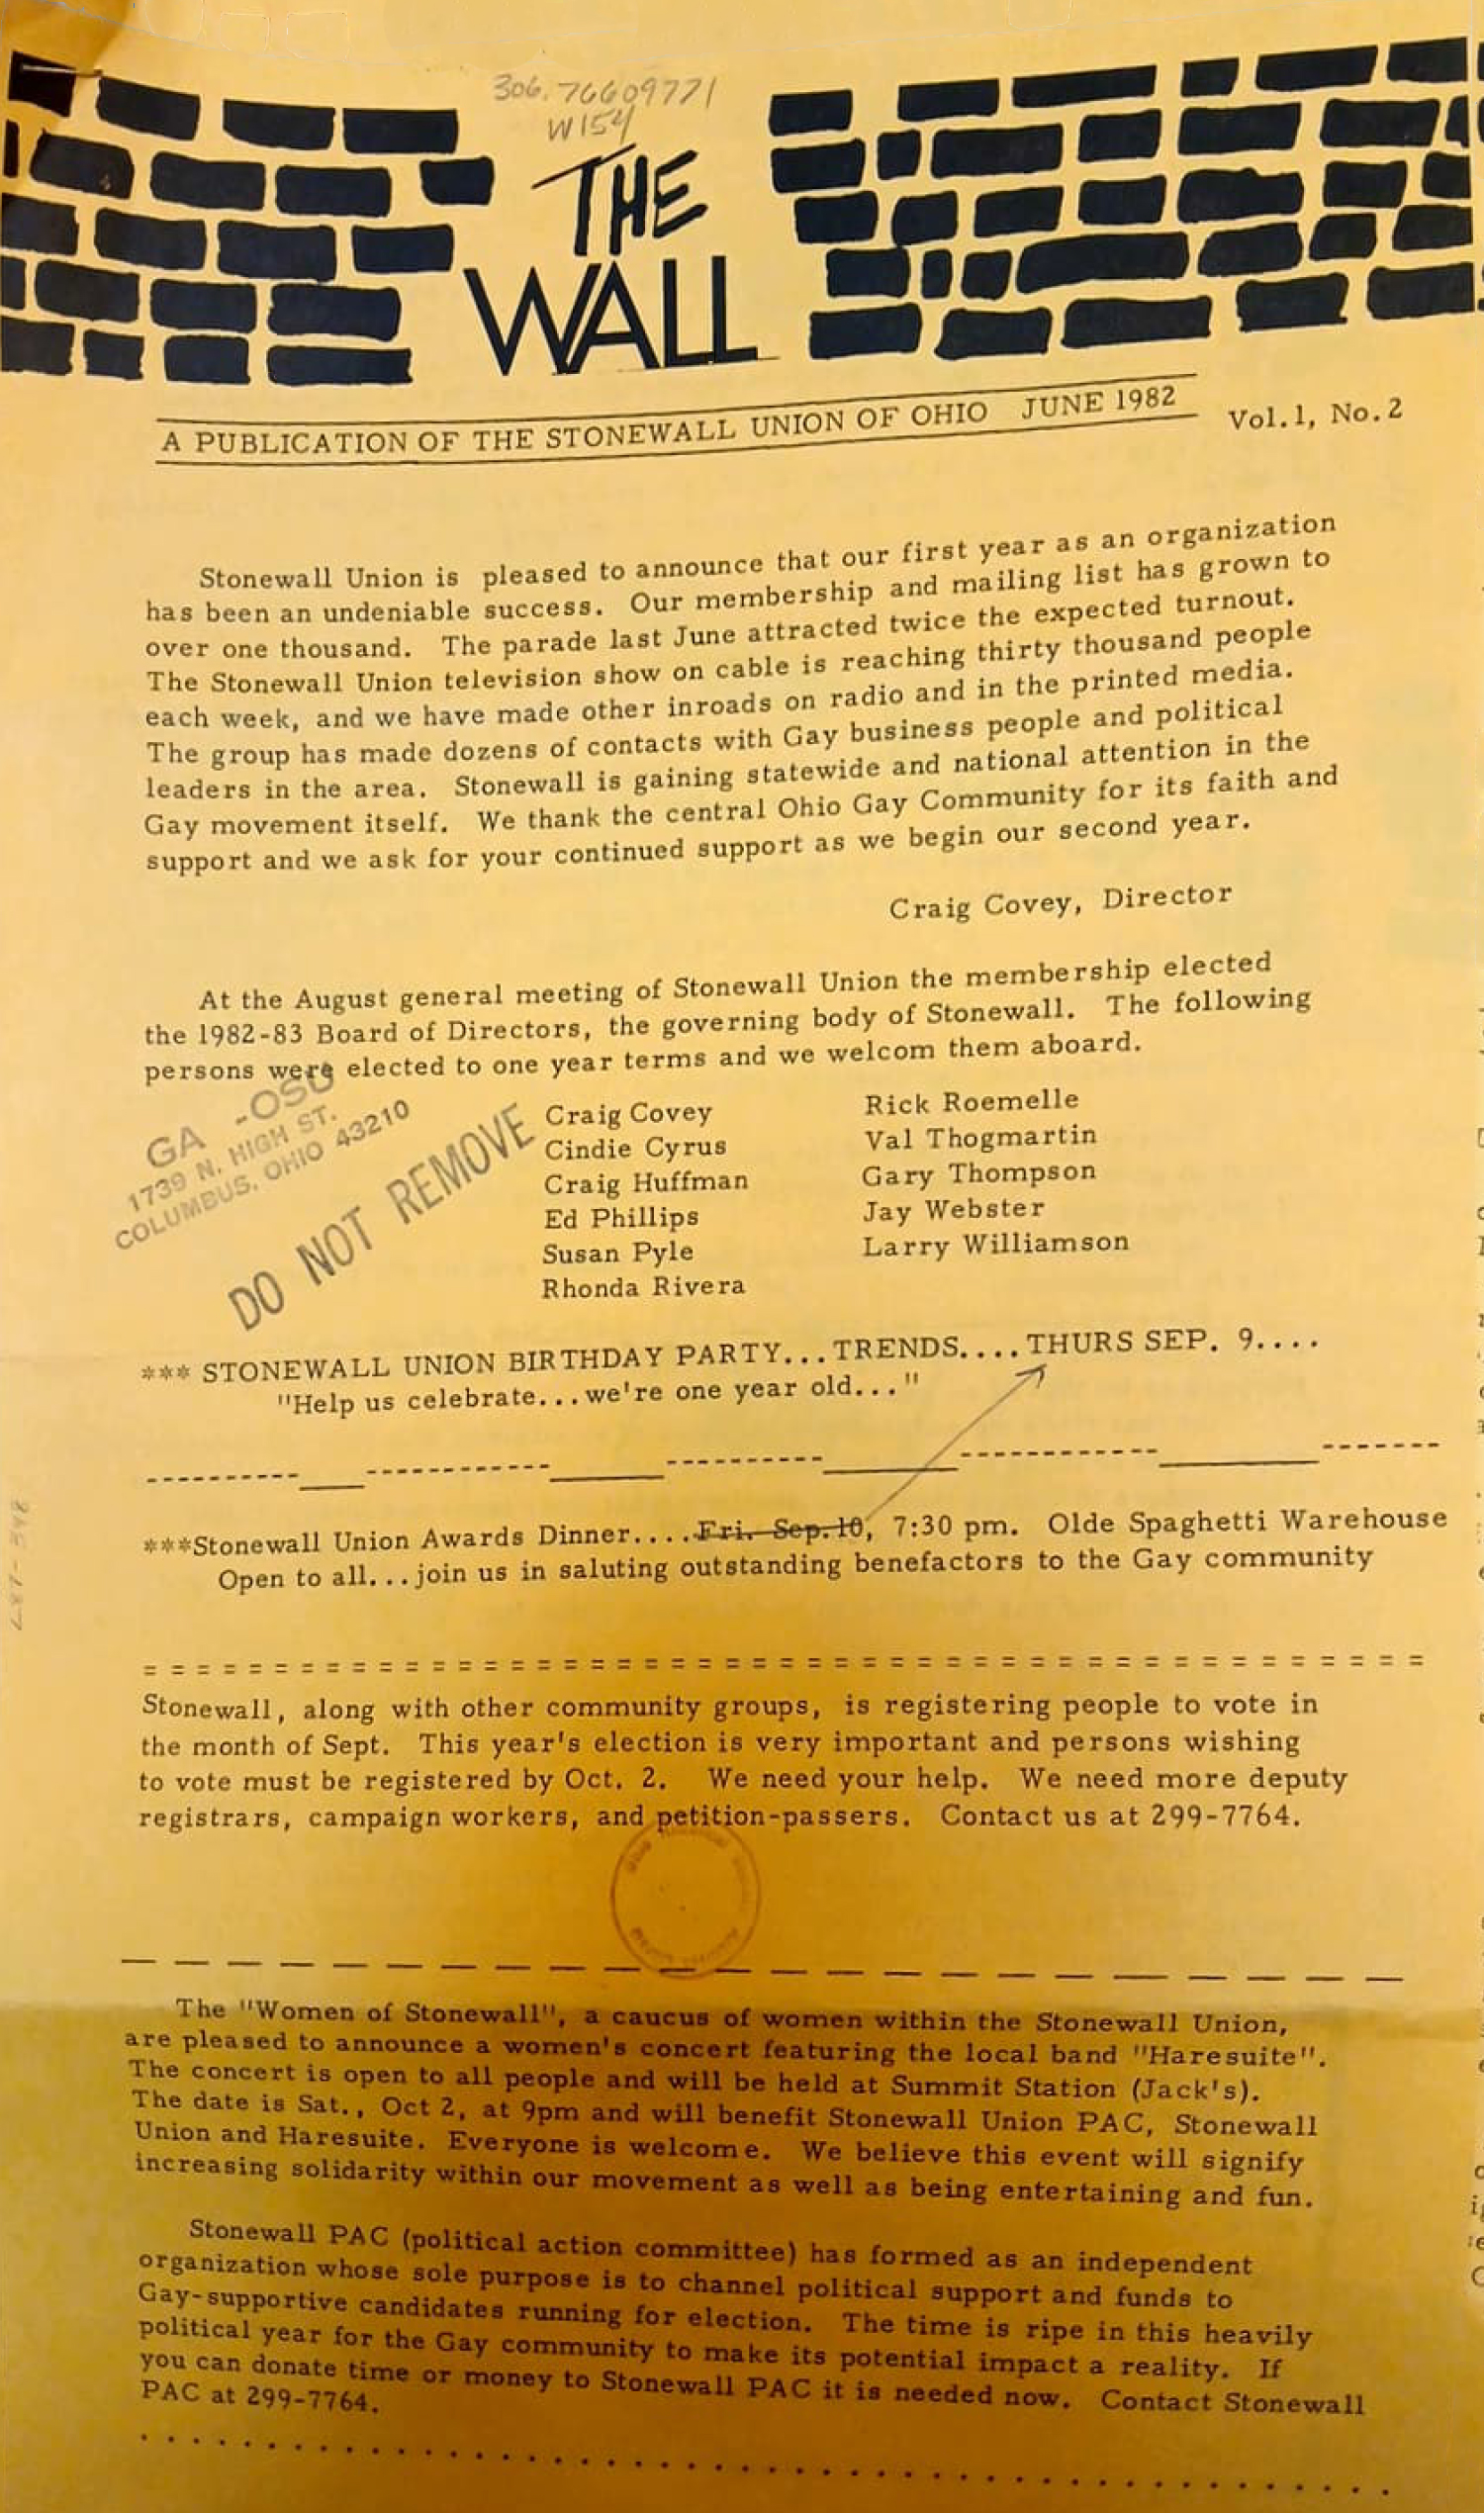 306.76609771
W154
THE
WALL
A PUBLICATION OF THE STONEWALL UNION OF OHIO JUNE 1982
Vol.1, No.2
Stonewall Union is pleased to announce that our first year as an organization
has been an undeniable success. Our membership and mailing list has grown to
over one thousand. The parade last June attracted twice the expected turnout.
The Stonewall Union television show on cable is reaching thirty thousand people
each week, and we have made other inroads on radio and in the printed media.
The group has made dozens of contacts with Gay business people and political
leaders in the area. Stonewall is gaining statewide and national attention in the
Gay movement itself. We thank the central Ohio Gay Community for its faith and
support and we ask for your continued support as we begin our second year.
Craig Covey, Director
At the August general meeting of Stonewall Union the membership elected
the 1982-83 Board of Directors, the governing body of Stonewall. The following
persons were elected to one year terms and we welcom them aboard.
GA -OSU
1739 N. HIGH ST.
COLUMBUS, OHIO 43210
DO NOT REMOVE
Craig Covey
Cindie Cyrus
Craig Huffman
Ed Phillips
Susan Pyle
Rhonda Rivera
Rick Roemelle
Val Thogmartin
Gary Thompson
Jay Webster
Larry Williamson
*** STONEWALL UNION BIRTHDAY PARTY...TRENDS....THURS SEP. 9....
"Help us celebrate...we're one year old..."
***Stonewall Union Awards Dinner....Fri. Sep.10, 7:30 pm. Olde Spaghetti Warehouse
Open to all...join us in saluting outstanding benefactors to the Gay community
Stonewall, along with other community groups, is registering people to vote in
the month of Sept. This year's election is very important and persons wishing
to vote must be registered by Oct. 2. We need your help. We need more deputy
registrars, campaign workers, and petition-passers. Contact us at 299-7764.
The "Women of Stonewall", a caucus of women within the Stonewall Union,
are pleased to announce a women's concert featuring the local band "Haresuite".
The concert is open to all people and will be held at Summit Station (Jack's).
The date is Sat., Oct 2, at 9pm and will benefit Stonewall Union PAC, Stonewall
Union and Haresuite. Everyone is welcome. We believe this event will signify
increasing solidarity within our movement as well as being entertaining and fun.
Stonewall PAC (political action committee) has formed as an independent
organization whose sole purpose is to channel political support and funds to
Gay-supportive candidates running for election. The time is ripe in this heavily
political year for the Gay community to make its potential impact a reality. If
you can donate time or money to Stonewall PAC it is needed now. Contact Stonewall
PAC at 299-7764.